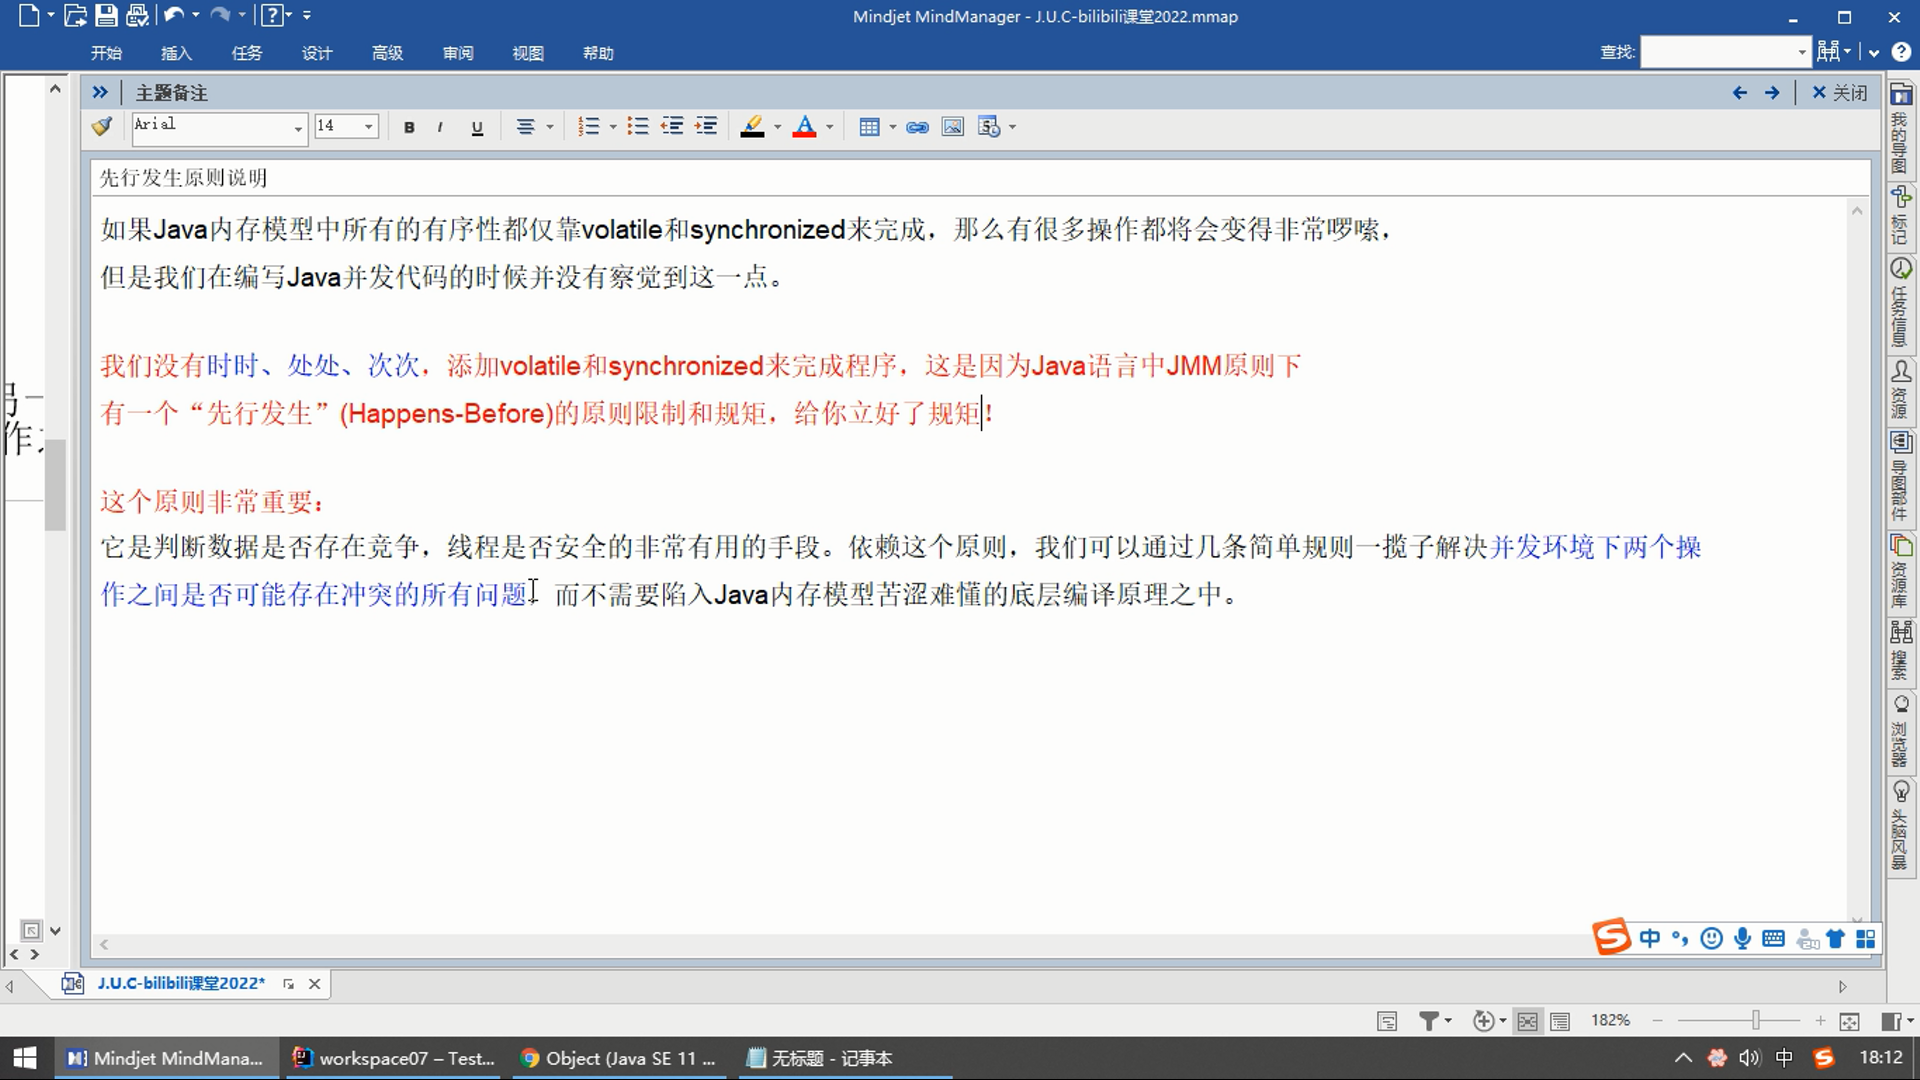 Mindjet MindManager - J.U.C-bilibili课堂2022.mmap
开始 插入 任务 设计 高级 审阅 视图 帮助
查找:
主题备注
关闭
Arial 14 B I U
先行发生原则说明
如果Java内存模型中所有的有序性都仅靠volatile和synchronized来完成，那么有很多操作都将会变得非常啰嗦，
但是我们在编写Java并发代码的时候并没有察觉到这一点。
我们没有时时、处处、次次，添加volatile和synchronized来完成程序，这是因为Java语言中JMM原则下
有一个“先行发生”(Happens-Before)的原则限制和规矩，给你立好了规矩！
这个原则非常重要：
它是判断数据是否存在竞争，线程是否安全的非常有用的手段。依赖这个原则，我们可以通过几条简单规则一揽子解决并发环境下两个操
作之间是否可能存在冲突的所有问题 而不需要陷入Java内存模型苦涩难懂的底层编译原理之中。
我的导图
标记
任务信息
资源
导图部件
资源库
搜索
浏览器
头脑风暴
中
J.U.C-bilibili课堂2022*
182%
Mindjet MindMana...
workspace07 – Test...
Object (Java SE 11 ...
无标题 - 记事本
中
18:12